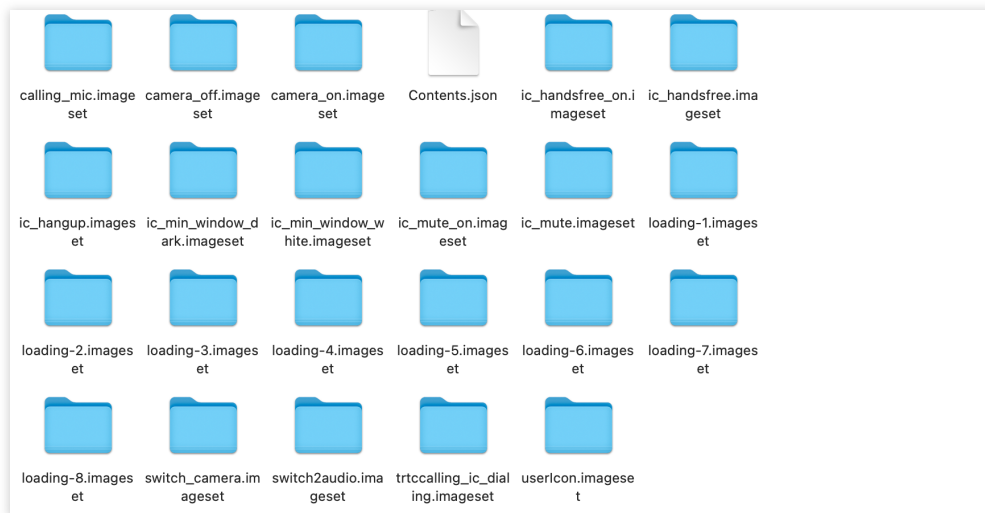 calling_mic.image
set
camera_off.image
set
camera_on.image
set
Contents.json
ic_handsfree_on.i
mageset
ic_handsfree.ima
geset
ic_hangup.images
et
ic_min_window_d
ark.imageset
ic_min_window_w
hite.imageset
ic_mute_on.imag
eset
ic_mute.imageset
loading-1.images
et
loading-2.images
et
loading-3.images
et
loading-4.images
et
loading-5.images
et
loading-6.images
et
loading-7.images
et
loading-8.images
et
switch_camera.im
ageset
switch2audio.ima
geset
trtccalling_ic_dial
ing.imageset
userIcon.imagese
t